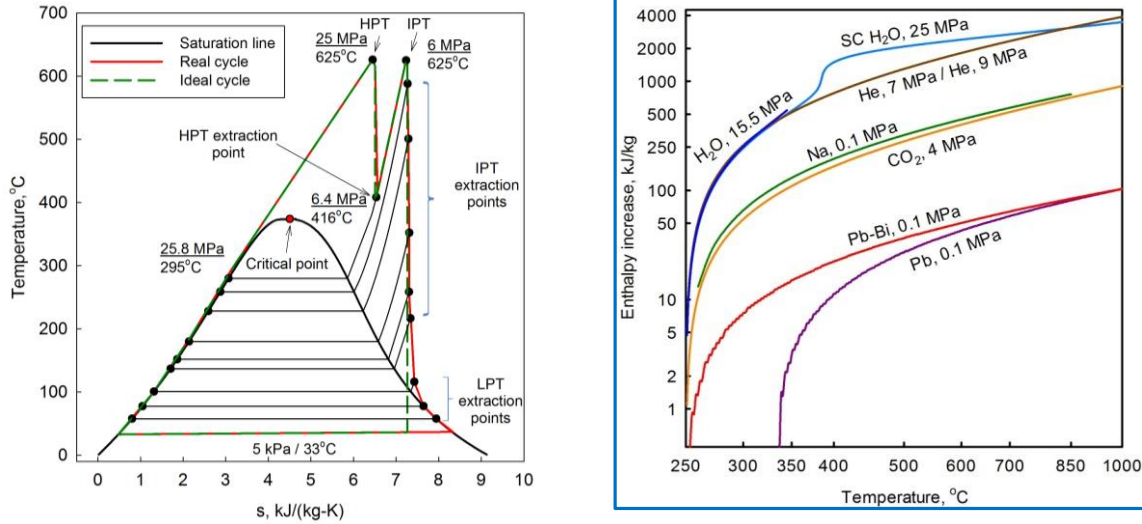 HPT IPT
25 MPa
625°C
6 MPa
625°C
Saturation line
Real cycle
Ideal cycle
HPT extraction
point
IPT
extraction
points
6.4 MPa
416°C
25.8 MPa
295°C
Critical point
LPT
extraction
points
5 kPa / 33°C
Temperature, °C
700
600
500
400
300
200
100
0
0 1 2 3 4 5 6 7 8 9 10
s, kJ/(kg-K)
4000
2000
1000
500
250
100
50
10
2
1
Enthalpy increase, kJ/kg
SC H₂O, 25 MPa
He, 7 MPa / He, 9 MPa
H₂O, 15.5 MPa
Na, 0.1 MPa
CO₂, 4 MPa
Pb-Bi, 0.1 MPa
Pb, 0.1 MPa
250 300 350 400 500 600 700 850 1000
Temperature, °C